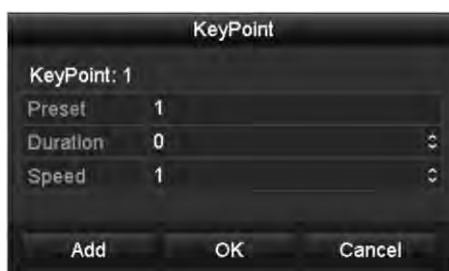 KeyPoint
KeyPoint: 1
Preset 1
Duration 0
Speed 1
Add OK Cancel